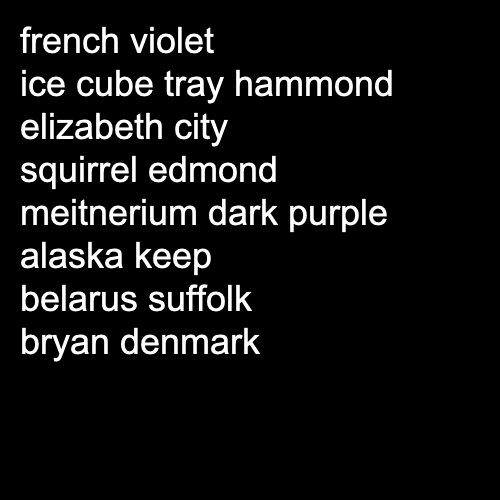 french violet
ice cube tray hammond
elizabeth city
squirrel edmond
meitnerium dark purple
alaska keep
belarus suffolk
bryan denmark